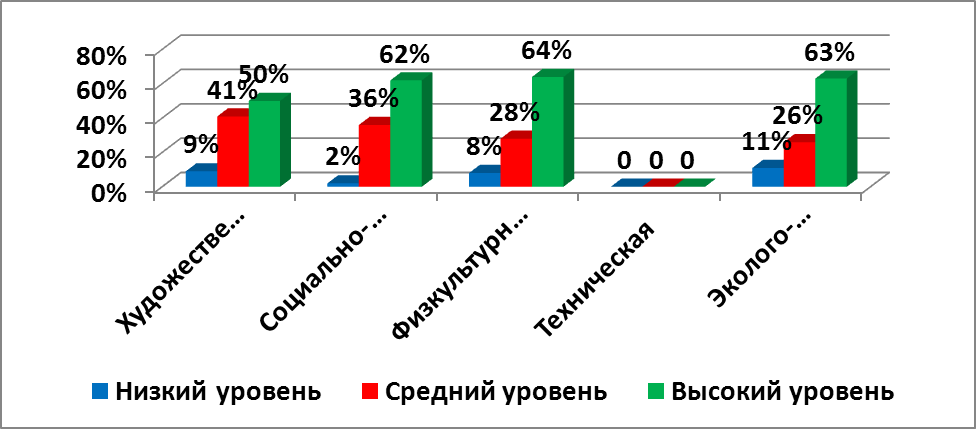 80%
60%
40%
20%
0%
9%
41%
50%
2%
36%
62%
8%
28%
64%
0
0
0
11%
26%
63%
Художестве...
Социально-...
Физкультурн...
Техническая
Эколого-...
Низкий уровень
Средний уровень
Высокий уровень